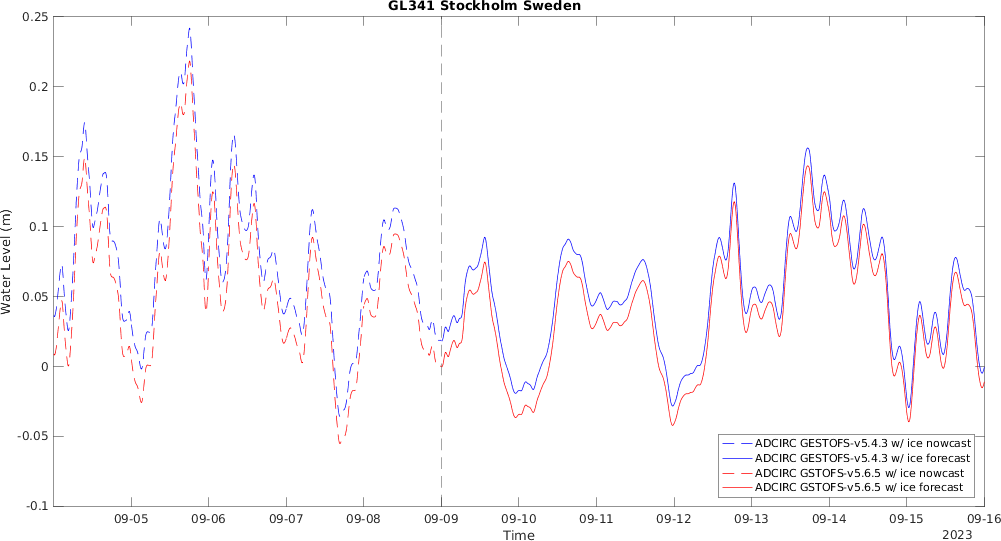 GL341 Stockholm Sweden
0.25
0.2
0.15
0.1
0.05
0
-0.05
-0.1
Water Level (m)
ADCIRC GESTOFS-v5.4.3 w/ ice nowcast
ADCIRC GESTOFS-v5.4.3 w/ ice forecast
ADCIRC GSTOFS-v5.6.5 w/ ice nowcast
ADCIRC GSTOFS-v5.6.5 w/ ice forecast
09-05 09-06 09-07 09-08 09-09 09-10 09-11 09-12 09-13 09-14 09-15 09-16
Time
2023